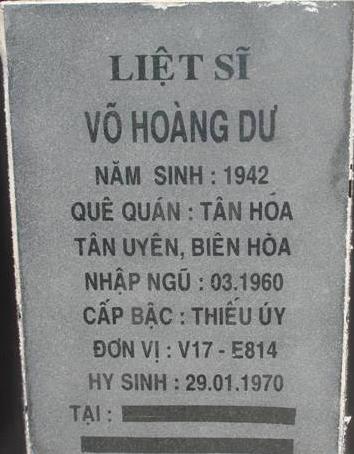 LIỆT SĨ
VÕ HOÀNG DƯ
NĂM SINH : 1942
QUÊ QUÁN : TÂN HÓA
TÂN UYÊN, BIÊN HÒA
NHẬP NGŨ : 03.1960
CẤP BẬC : THIẾU ÚY
ĐƠN VỊ : V17 - E814
HY SINH : 29.01.1970
TẠI :